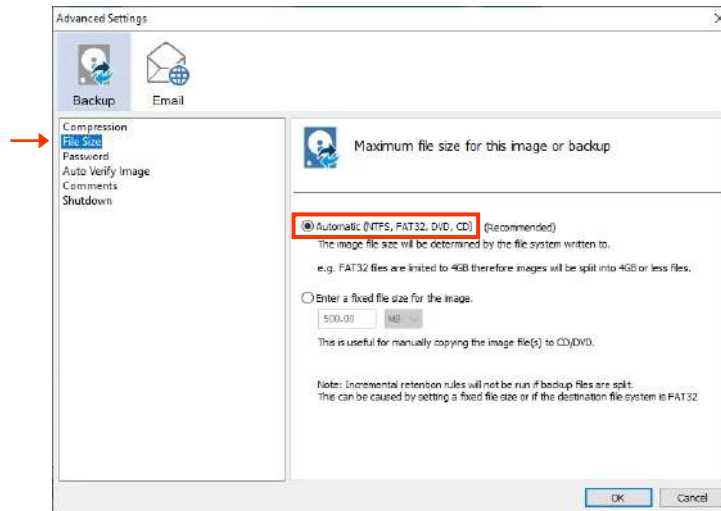 Advanced Settings
Backup
Email
Compression
File Size
Password
Auto Verify Image
Comments
Shutdown
Maximum file size for this image or backup
Automatic (NTFS, FAT32, DVD, CD) (Recommended)
The image file size will be determined by the file system written to.
e.g. FAT32 files are limited to 4GB therefore images will be split into 4GB or less files.
Enter a fixed file size for the image.
500.00 MB
This is useful for manually copying the image file(s) to CD/DVD.
Note: Incremental retention rules will not be run if backup files are split.
This can be caused by setting a fixed file size or if the destination file system is FAT32
OK
Cancel